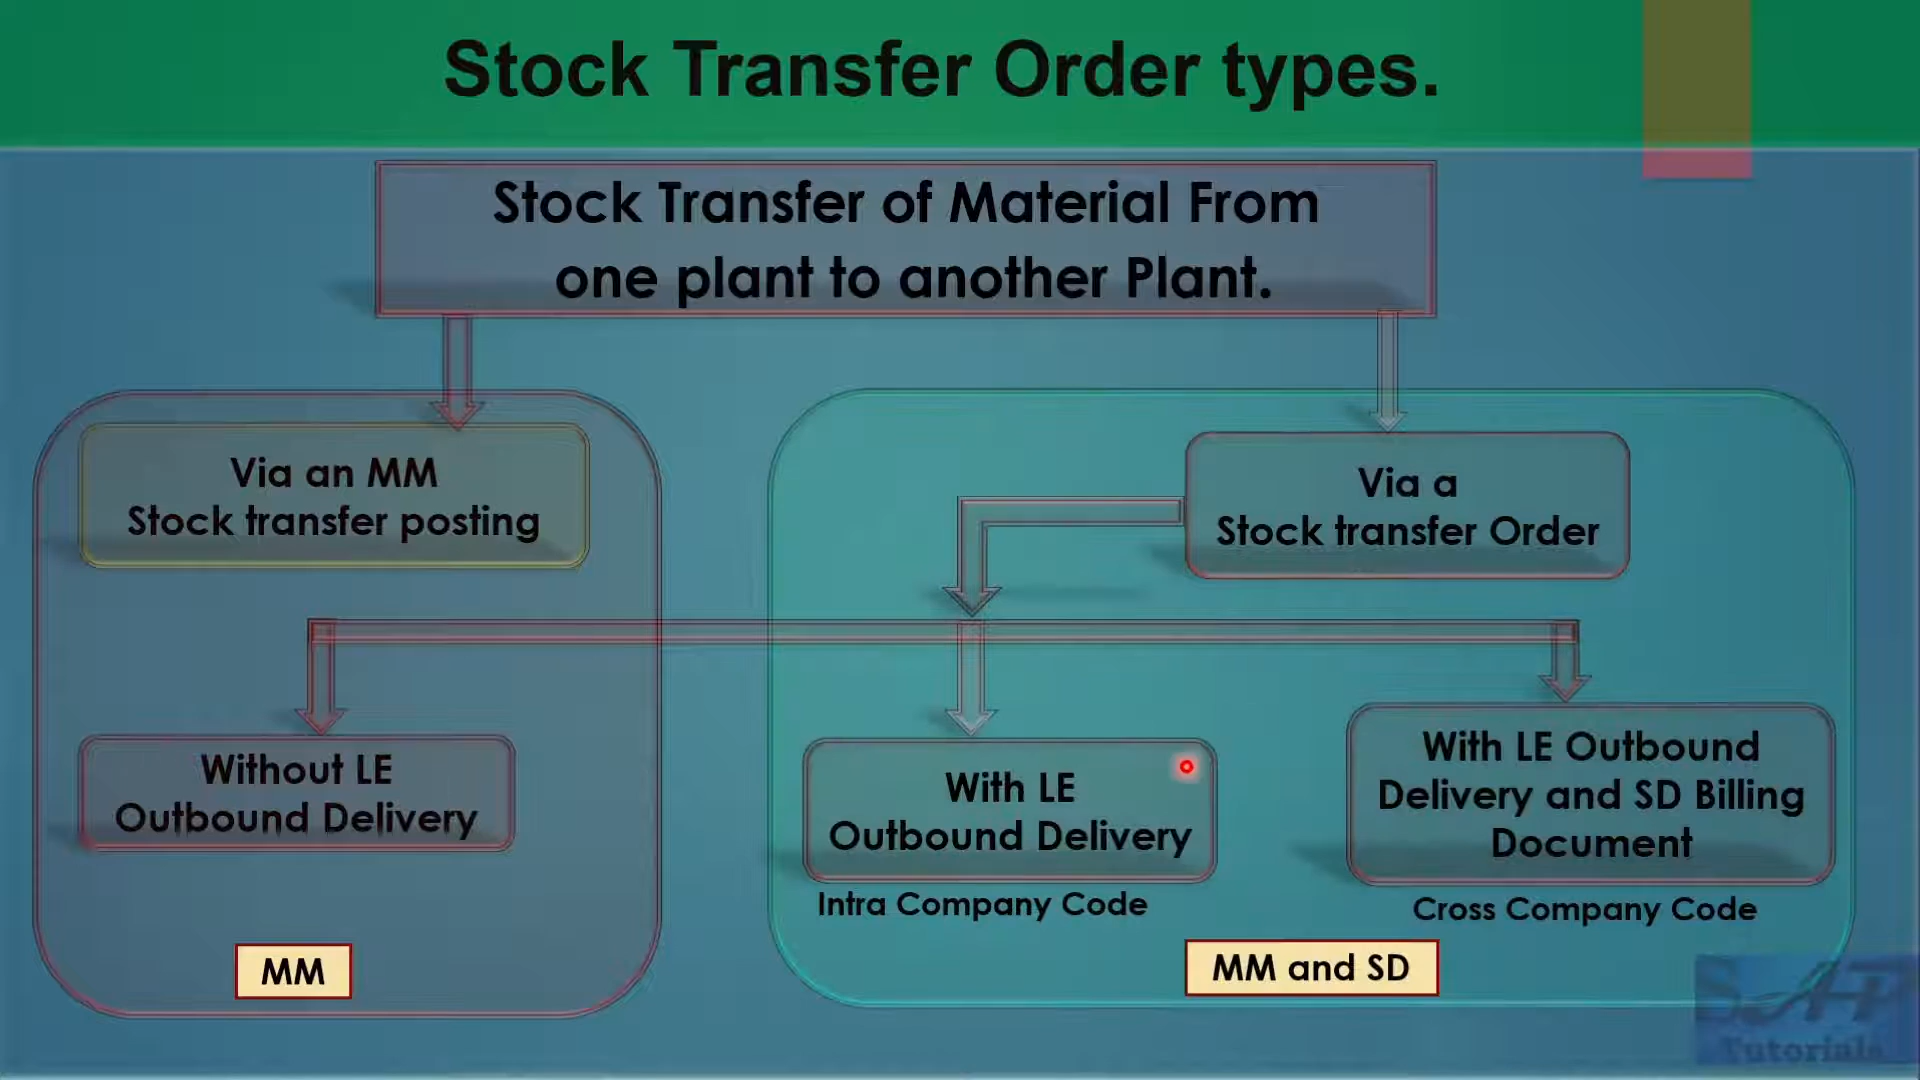 Stock Transfer Order types.
Stock Transfer of Material From
one plant to another Plant.
Via an MM
Stock transfer posting
Via a
Stock transfer Order
Without LE
Outbound Delivery
With LE
Outbound Delivery
Intra Company Code
With LE Outbound
Delivery and SD Billing
Document
Cross Company Code
MM
MM and SD
SAP
Tutorials